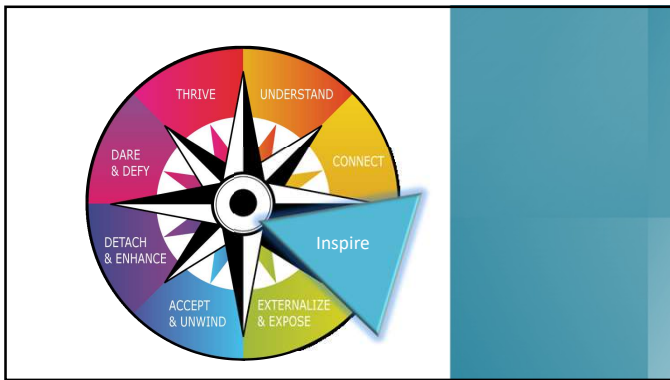 THRIVE
UNDERSTAND
DARE
& DEFY
CONNECT
Inspire
DETACH
& ENHANCE
ACCEPT
& UNWIND
EXTERNALIZE
& EXPOSE